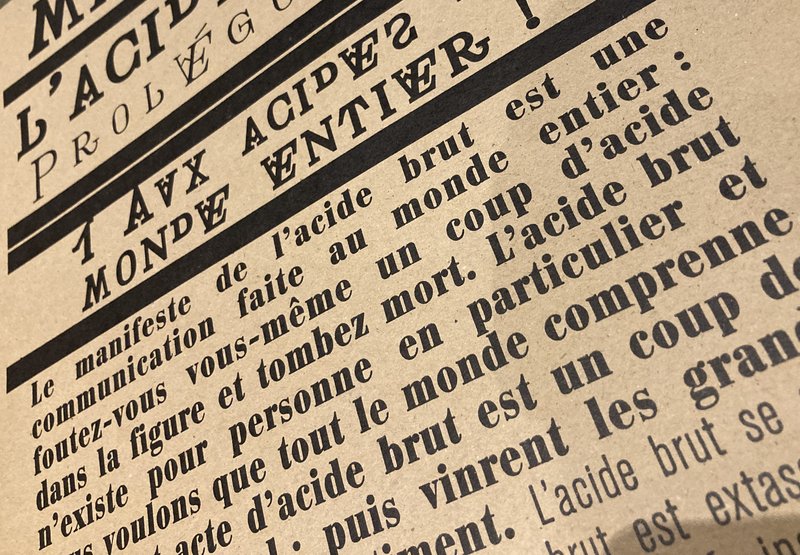 L'ACIDE
PROLÉGO
1 AUX ACIDES
MONDE ENTIER !
Le manifeste de l'acide brut est une
communication faite au monde entier :
foutez-vous vous-même un coup d'acide
dans la figure et tombez mort. L'acide brut
n'existe pour personne en particulier et
voulons que tout le monde comprenne
acte d'acide brut est un coup de
: puis vinrent les grand
L'acide brut se
brut est extas